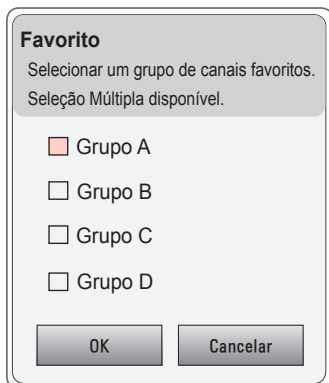 Favorito
Selecionar um grupo de canais favoritos.
Seleção Múltipla disponível.
Grupo A
Grupo B
Grupo C
Grupo D
OK
Cancelar